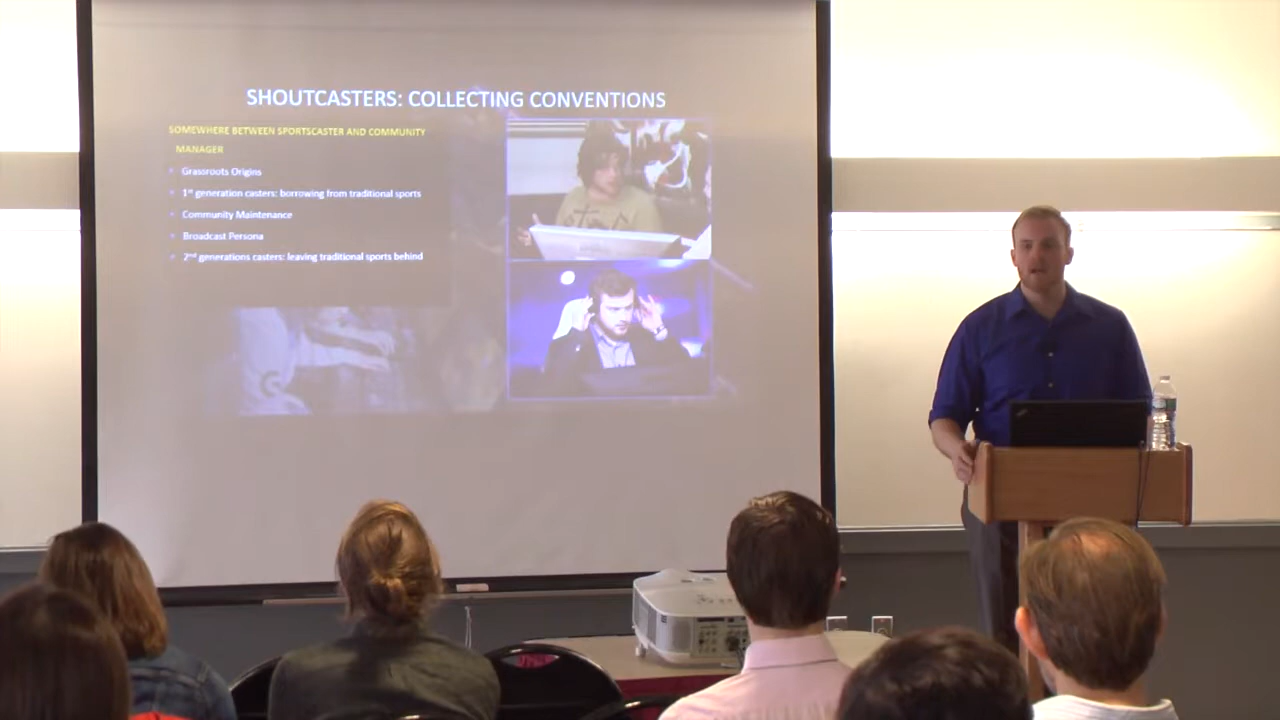 SHOUTCASTERS: COLLECTING CONVENTIONS
SOMEWHERE BETWEEN SPORTSCASTER AND COMMUNITY
MANAGER
Grassroots Origins
1st generation casters: borrowing from traditional sports
Community Maintenance
Broadcast Persona
2nd generations casters: leaving traditional sports behind